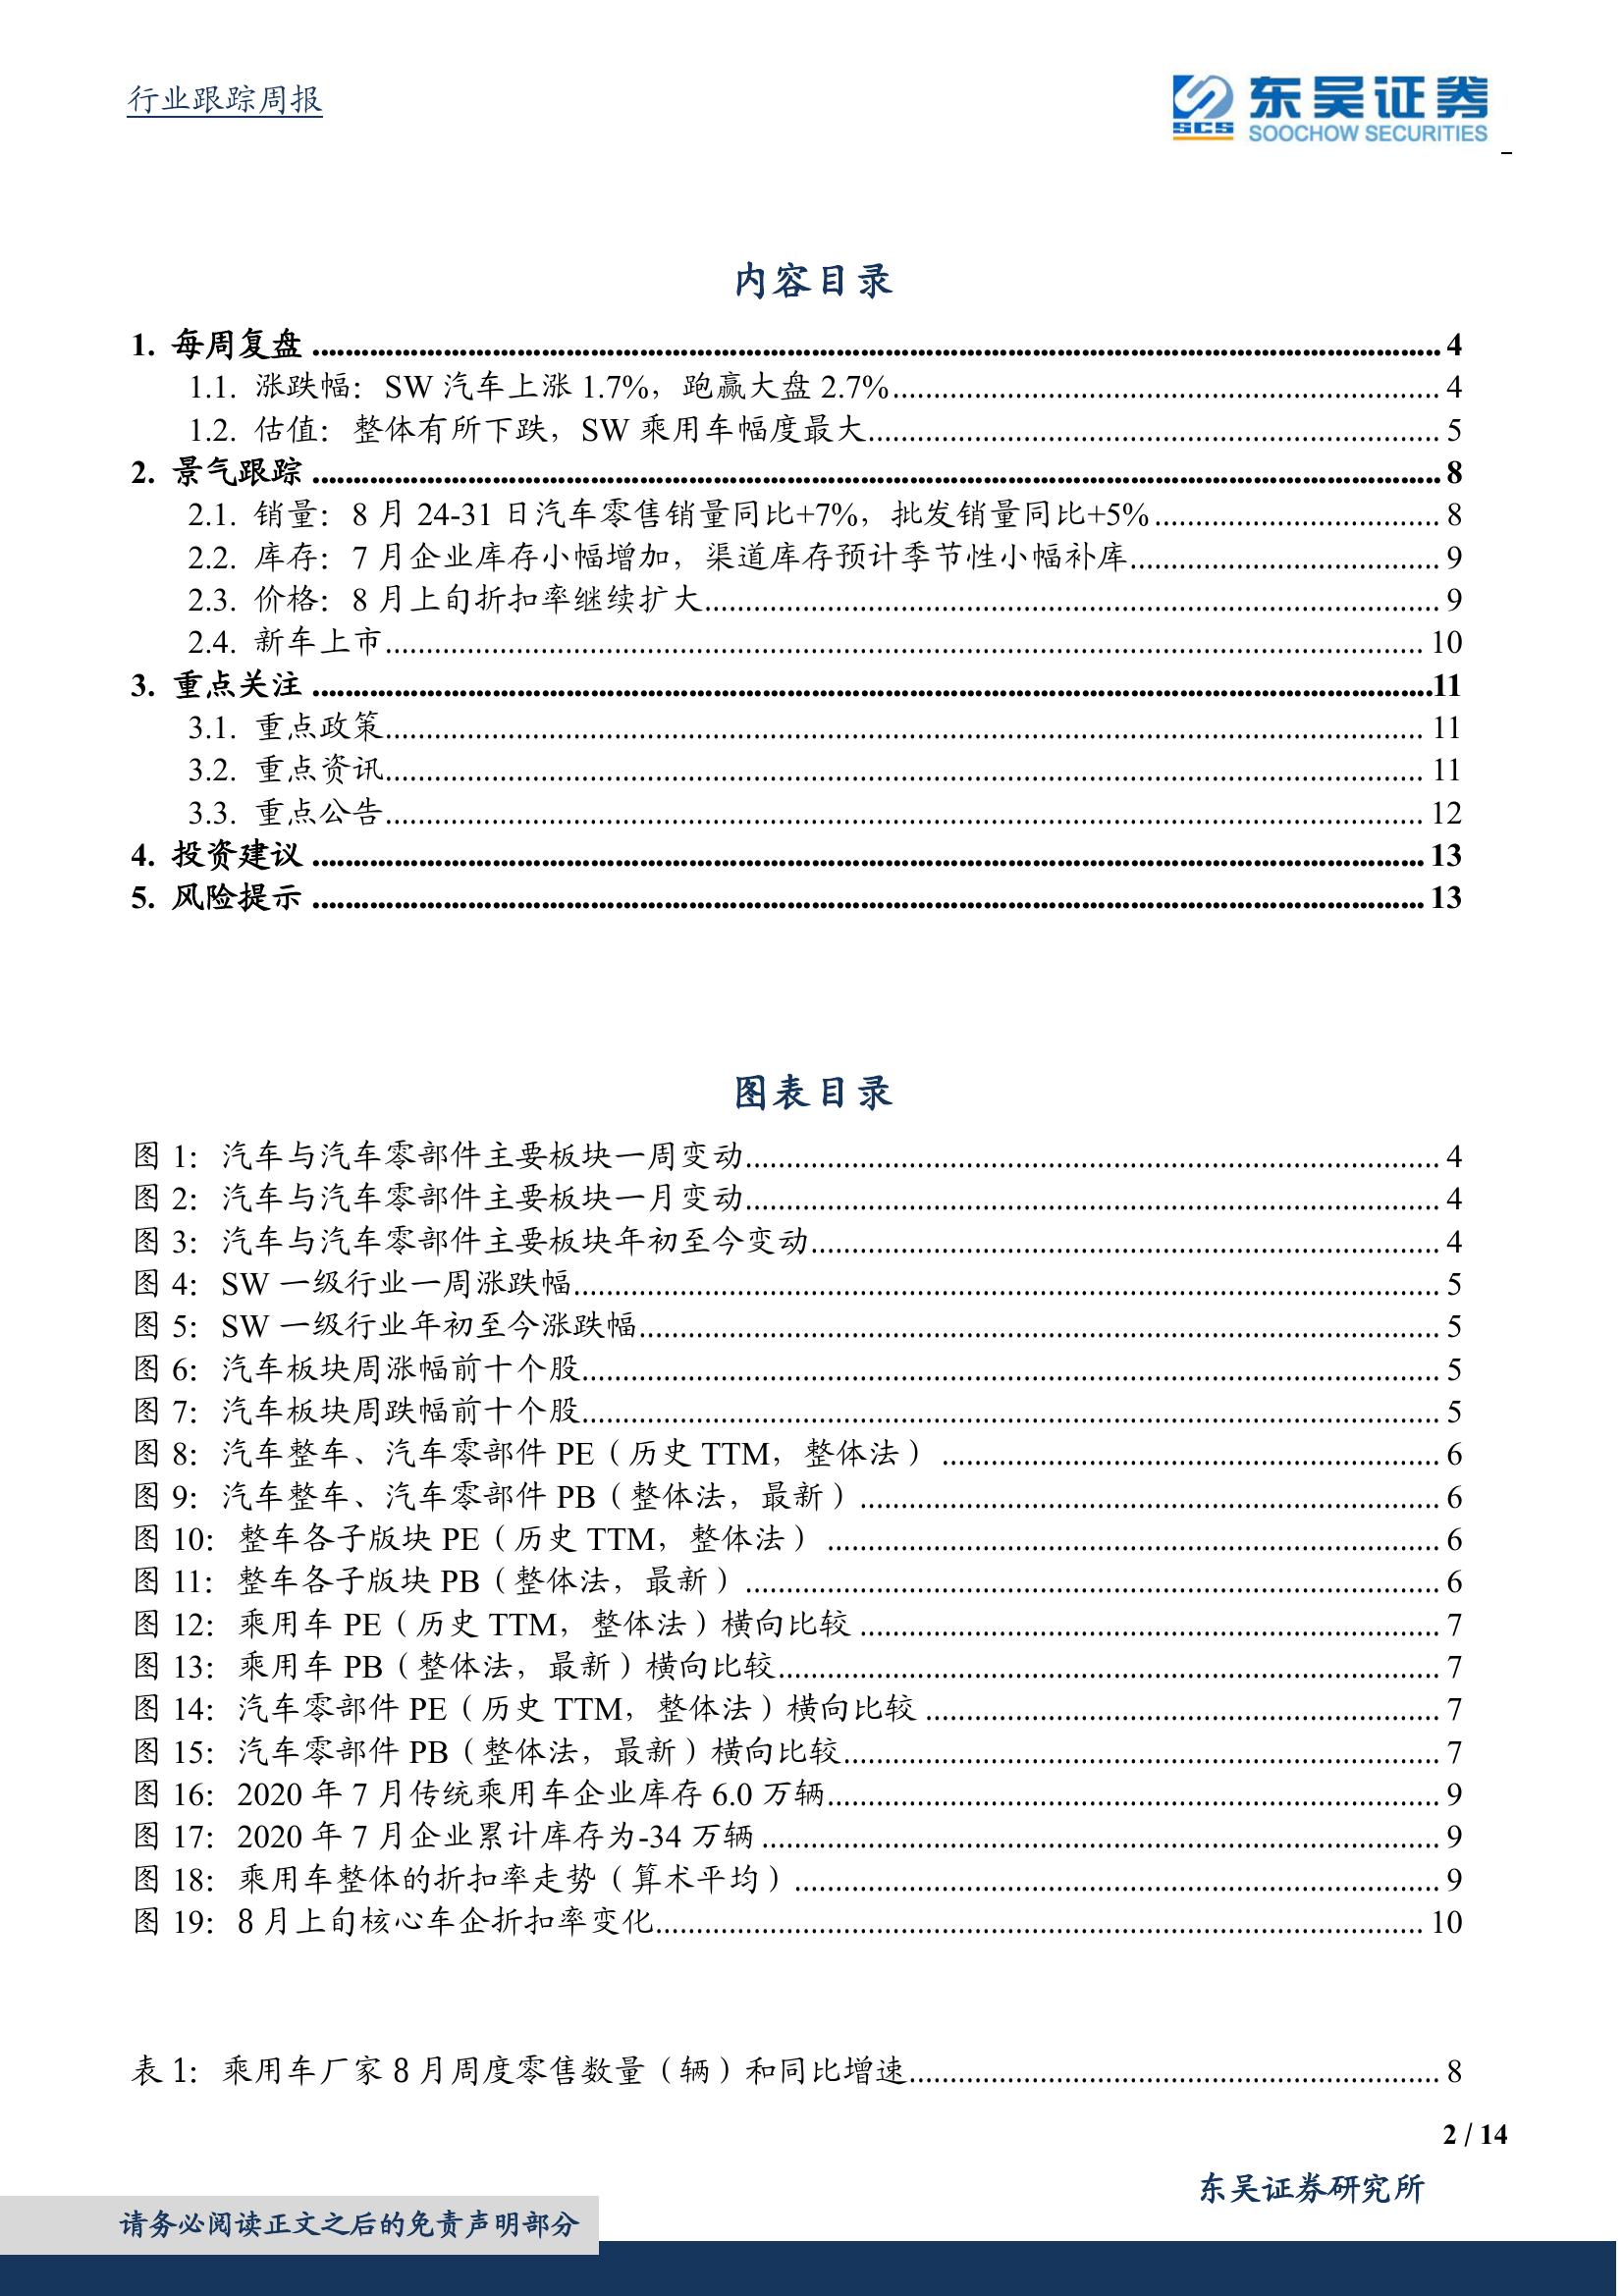 行业跟踪周报
SCS 东吴证券
SOOCHOW SECURITIES
内容目录
1. 每周复盘 ........ 4
1.1. 涨跌幅：SW 汽车上涨 1.7%，跑赢大盘 2.7% ........ 4
1.2. 估值：整体有所下跌，SW 乘用车幅度最大 ........ 5
2. 景气跟踪 ........ 8
2.1. 销量：8 月 24-31 日汽车零售销量同比+7%，批发销量同比+5% ........ 8
2.2. 库存：7 月企业库存小幅增加，渠道库存预计季节性小幅补库 ........ 9
2.3. 价格：8 月上旬折扣率继续扩大 ........ 9
2.4. 新车上市 ........ 10
3. 重点关注 ........ 11
3.1. 重点政策 ........ 11
3.2. 重点资讯 ........ 11
3.3. 重点公告 ........ 12
4. 投资建议 ........ 13
5. 风险提示 ........ 13
图表目录
图 1：汽车与汽车零部件主要板块一周变动 ........ 4
图 2：汽车与汽车零部件主要板块一月变动 ........ 4
图 3：汽车与汽车零部件主要板块年初至今变动 ........ 4
图 4：SW 一级行业一周涨跌幅 ........ 5
图 5：SW 一级行业年初至今涨跌幅 ........ 5
图 6：汽车板块周涨幅前十个股 ........ 5
图 7：汽车板块周跌幅前十个股 ........ 5
图 8：汽车整车、汽车零部件 PE（历史 TTM，整体法） ........ 6
图 9：汽车整车、汽车零部件 PB（整体法，最新） ........ 6
图 10：整车各子版块 PE（历史 TTM，整体法） ........ 6
图 11：整车各子版块 PB（整体法，最新） ........ 6
图 12：乘用车 PE（历史 TTM，整体法）横向比较 ........ 7
图 13：乘用车 PB（整体法，最新）横向比较 ........ 7
图 14：汽车零部件 PE（历史 TTM，整体法）横向比较 ........ 7
图 15：汽车零部件 PB（整体法，最新）横向比较 ........ 7
图 16：2020 年 7 月传统乘用车企业库存 6.0 万辆 ........ 9
图 17：2020 年 7 月企业累计库存为-34 万辆 ........ 9
图 18：乘用车整体的折扣率走势（算术平均） ........ 9
图 19：8 月上旬核心车企折扣率变化 ........ 10
表 1：乘用车厂家 8 月周度零售数量（辆）和同比增速 ........ 8
2 / 14
东吴证券研究所
请务必阅读正文之后的免责声明部分